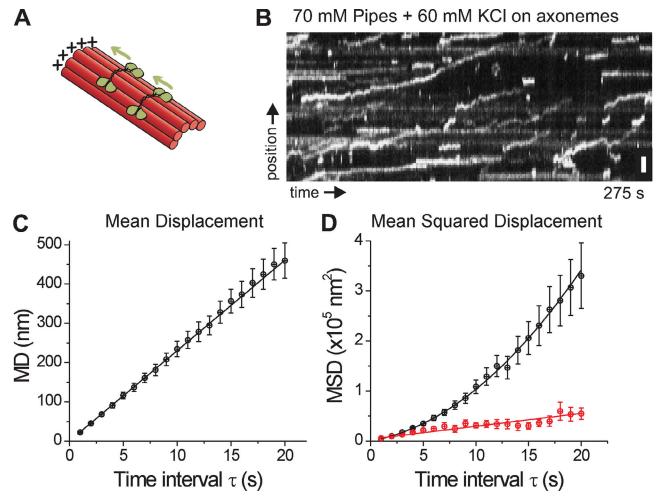 A
++++
+
B
70 mM Pipes + 60 mM KCl on axonemes
position
time
275 s
C
Mean Displacement
MD (nm)
500
400
300
200
100
0
0
5
10
15
20
Time interval τ (s)
D
Mean Squared Displacement
MSD (x10⁵ nm²)
4
3
2
1
0
0
5
10
15
20
Time interval τ (s)